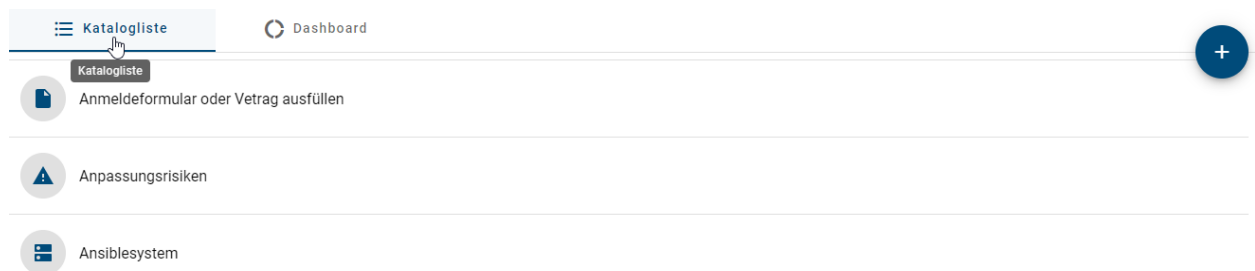 Katalogliste
Dashboard
Katalogliste
Anmeldeformular oder Vetrag ausfüllen
Anpassungsrisiken
Ansiblesystem